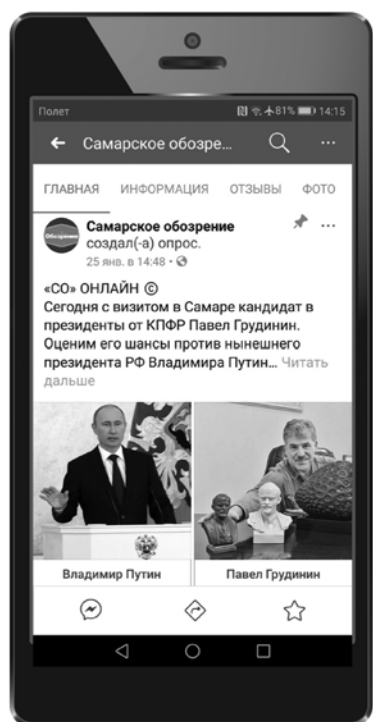 Полет 81% 14:15
Самарское обозре...
ГЛАВНАЯ ИНФОРМАЦИЯ ОТЗЫВЫ ФОТО
Обозрение
Самарское обозрение
создал(-а) опрос.
25 янв. в 14:48
«СО» ОНЛАЙН ©
Сегодня с визитом в Самаре кандидат в
президенты от КПФР Павел Грудинин.
Оценим его шансы против нынешнего
президента РФ Владимира Путин... Читать
дальше
Владимир Путин Павел Грудинин